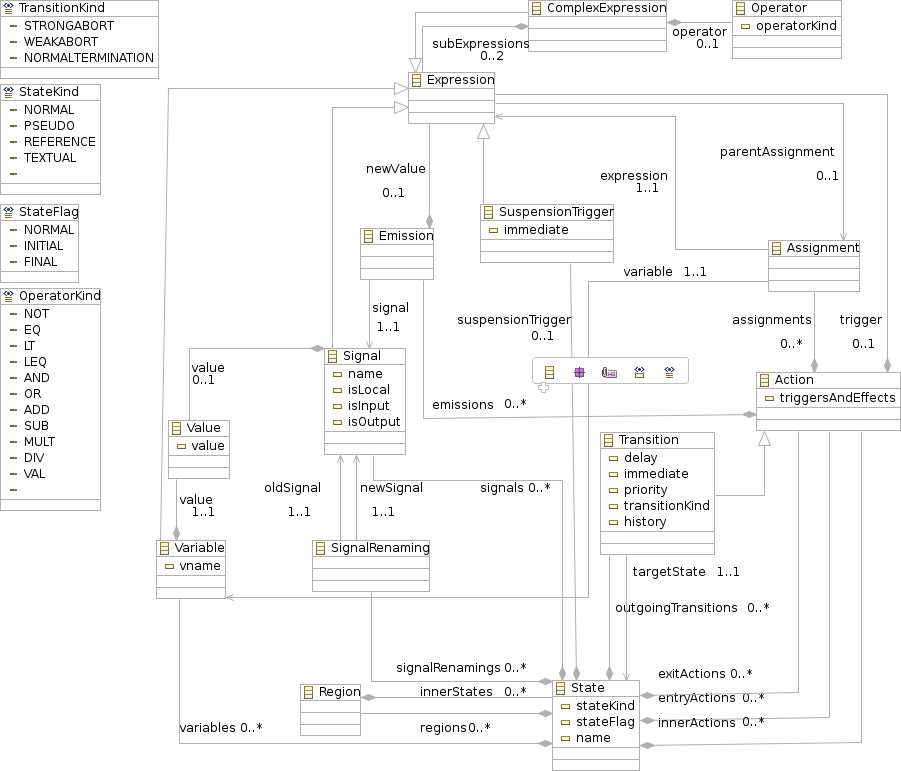 TransitionKind
STRONGABORT
WEAKABORT
NORMALTERMINATION
StateKind
NORMAL
PSEUDO
REFERENCE
TEXTUAL
StateFlag
NORMAL
INITIAL
FINAL
OperatorKind
NOT
EQ
LT
LEQ
AND
OR
ADD
SUB
MULT
DIV
VAL
ComplexExpression
Operator
operatorKind
operator
0..1
subExpressions
0..2
Expression
newValue
0..1
parentAssignment
0..1
expression
1..1
Emission
SuspensionTrigger
immediate
Assignment
variable 1..1
signal
1..1
suspensionTrigger
0..1
assignments
0..*
trigger
0..1
Signal
name
isLocal
isInput
isOutput
value
0..1
Action
triggersAndEffects
emissions 0..*
Value
value
Transition
delay
immediate
priority
transitionKind
history
oldSignal
1..1
newSignal
1..1
signals 0..*
value
1..1
Variable
vname
SignalRenaming
targetState 1..1
outgoingTransitions 0..*
signalRenamings 0..*
exitActions 0..*
Region
innerStates 0..*
State
stateKind
stateFlag
name
entryActions 0..*
variables 0..*
regions 0..*
innerActions 0..*